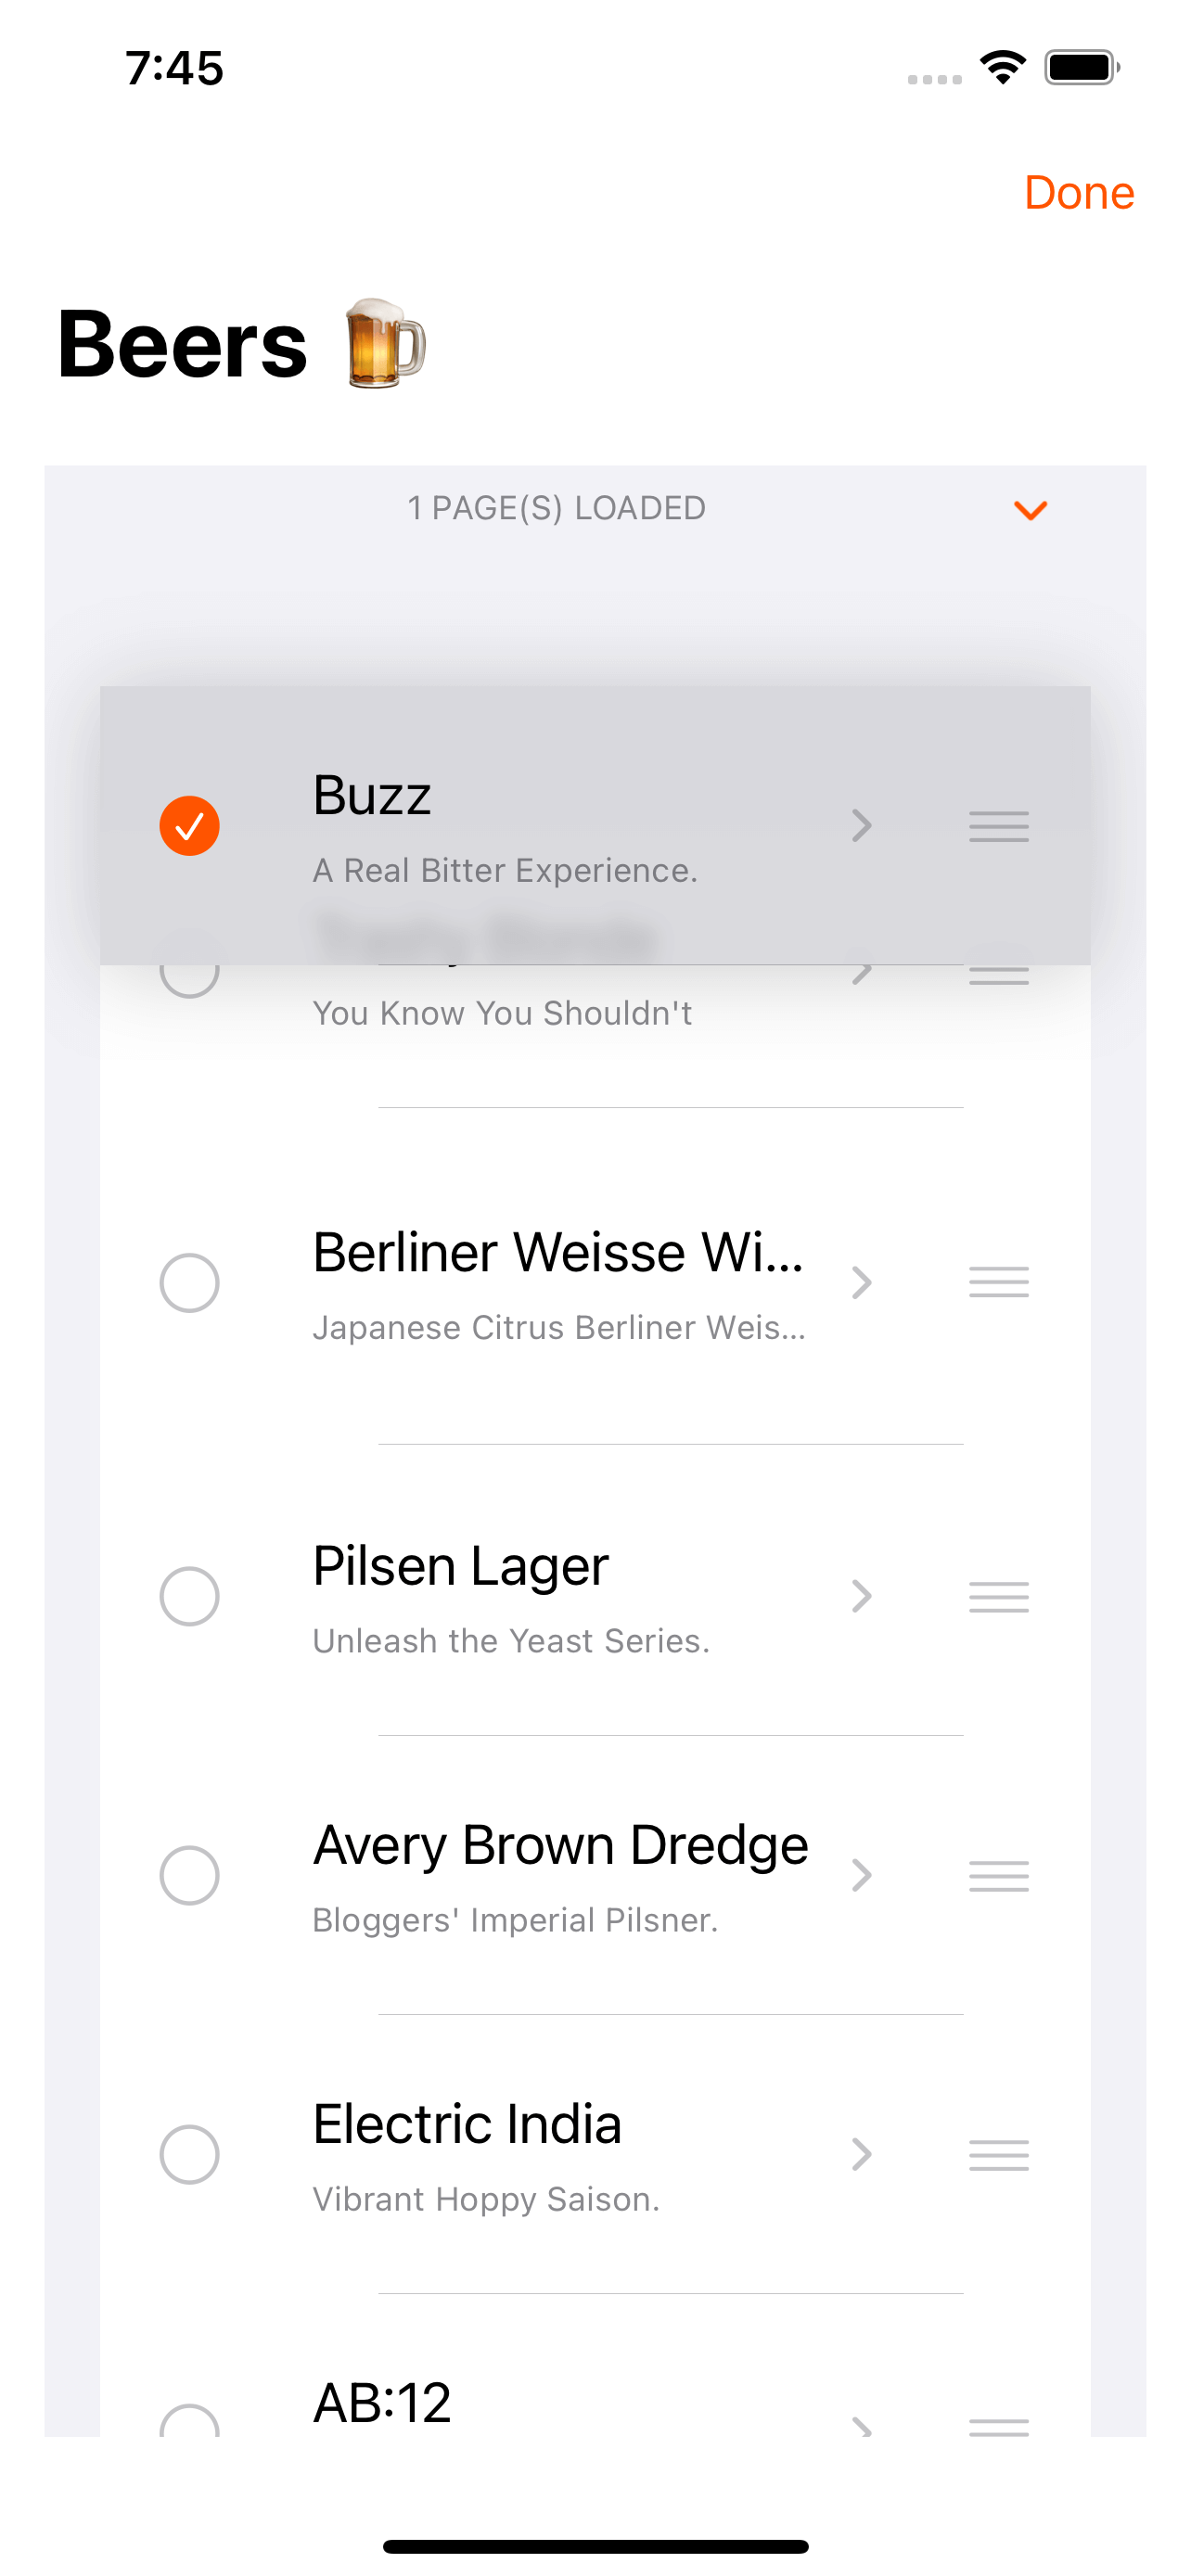 7:45
Done
Beers
1 PAGE(S) LOADED
Buzz
A Real Bitter Experience.
Trashy Blonde
You Know You Shouldn't
Berliner Weisse Wi...
Japanese Citrus Berliner Weis...
Pilsen Lager
Unleash the Yeast Series.
Avery Brown Dredge
Bloggers' Imperial Pilsner.
Electric India
Vibrant Hoppy Saison.
AB:12